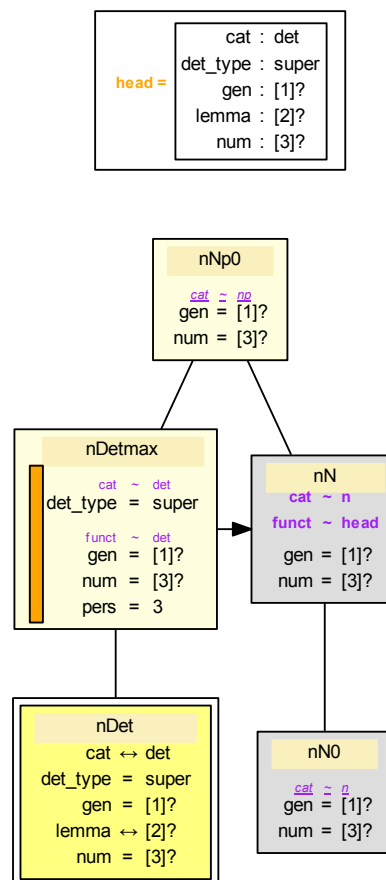 head =
cat : det
det_type : super
gen : [1]?
lemma : [2]?
num : [3]?
nNp0
cat ~ np
gen = [1]?
num = [3]?
nDetmax
cat ~ det
det_type = super
funct ~ det
gen = [1]?
num = [3]?
pers = 3
nN
cat ~ n
funct ~ head
gen = [1]?
num = [3]?
nDet
cat ↔ det
det_type = super
gen = [1]?
lemma ↔ [2]?
num = [3]?
nN0
cat ~ n
gen = [1]?
num = [3]?